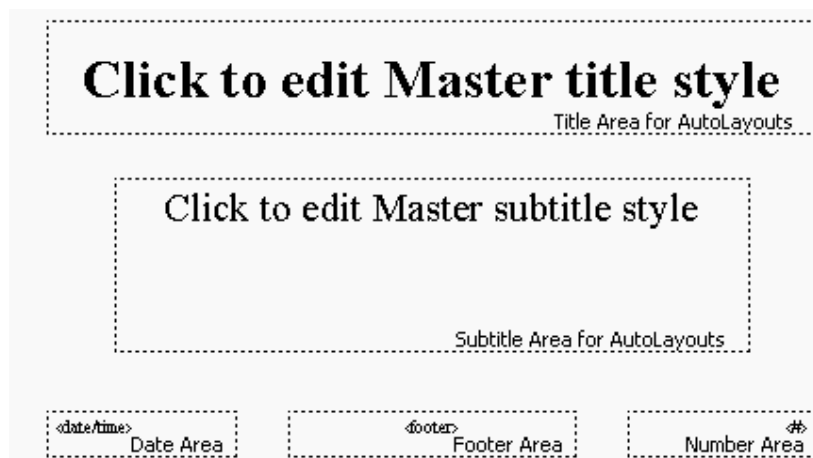 Click to edit Master title style
Title Area for AutoLayouts
Click to edit Master subtitle style
Subtitle Area for AutoLayouts
<date/time>
Date Area
<footer>
Footer Area
<#>
Number Area